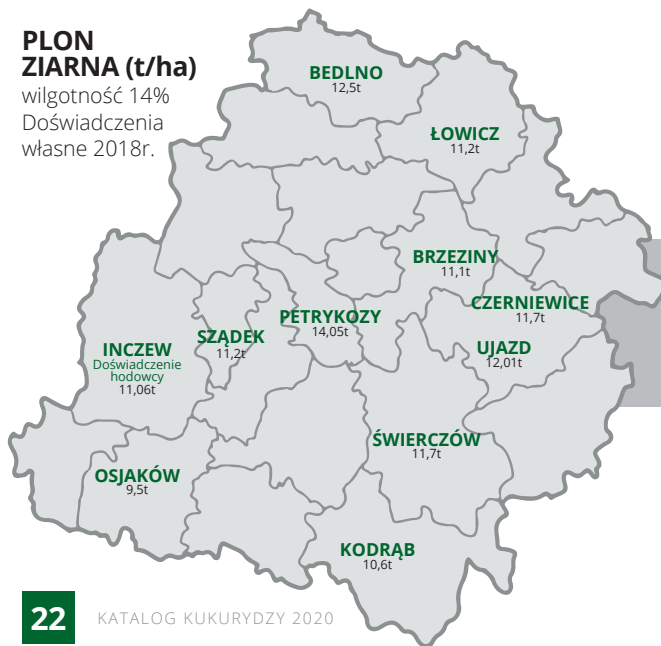 PLON
ZIARNA (t/ha)
wilgotność 14%
Doświadczenia
własne 2018r.
BEDLNO
12,5t
ŁOWICZ
11,2t
BRZEZINY
11,1t
CZERNIEWICE
11,7t
PETRYKOZY
14,05t
SZĄDEK
11,2t
INCZEW
Doświadczenie
hodowcy
11,06t
UJAZD
12,01t
ŚWIERCZÓW
11,7t
OSJAKÓW
9,5t
KODRĄB
10,6t
22 KATALOG KUKURYDZY 2020